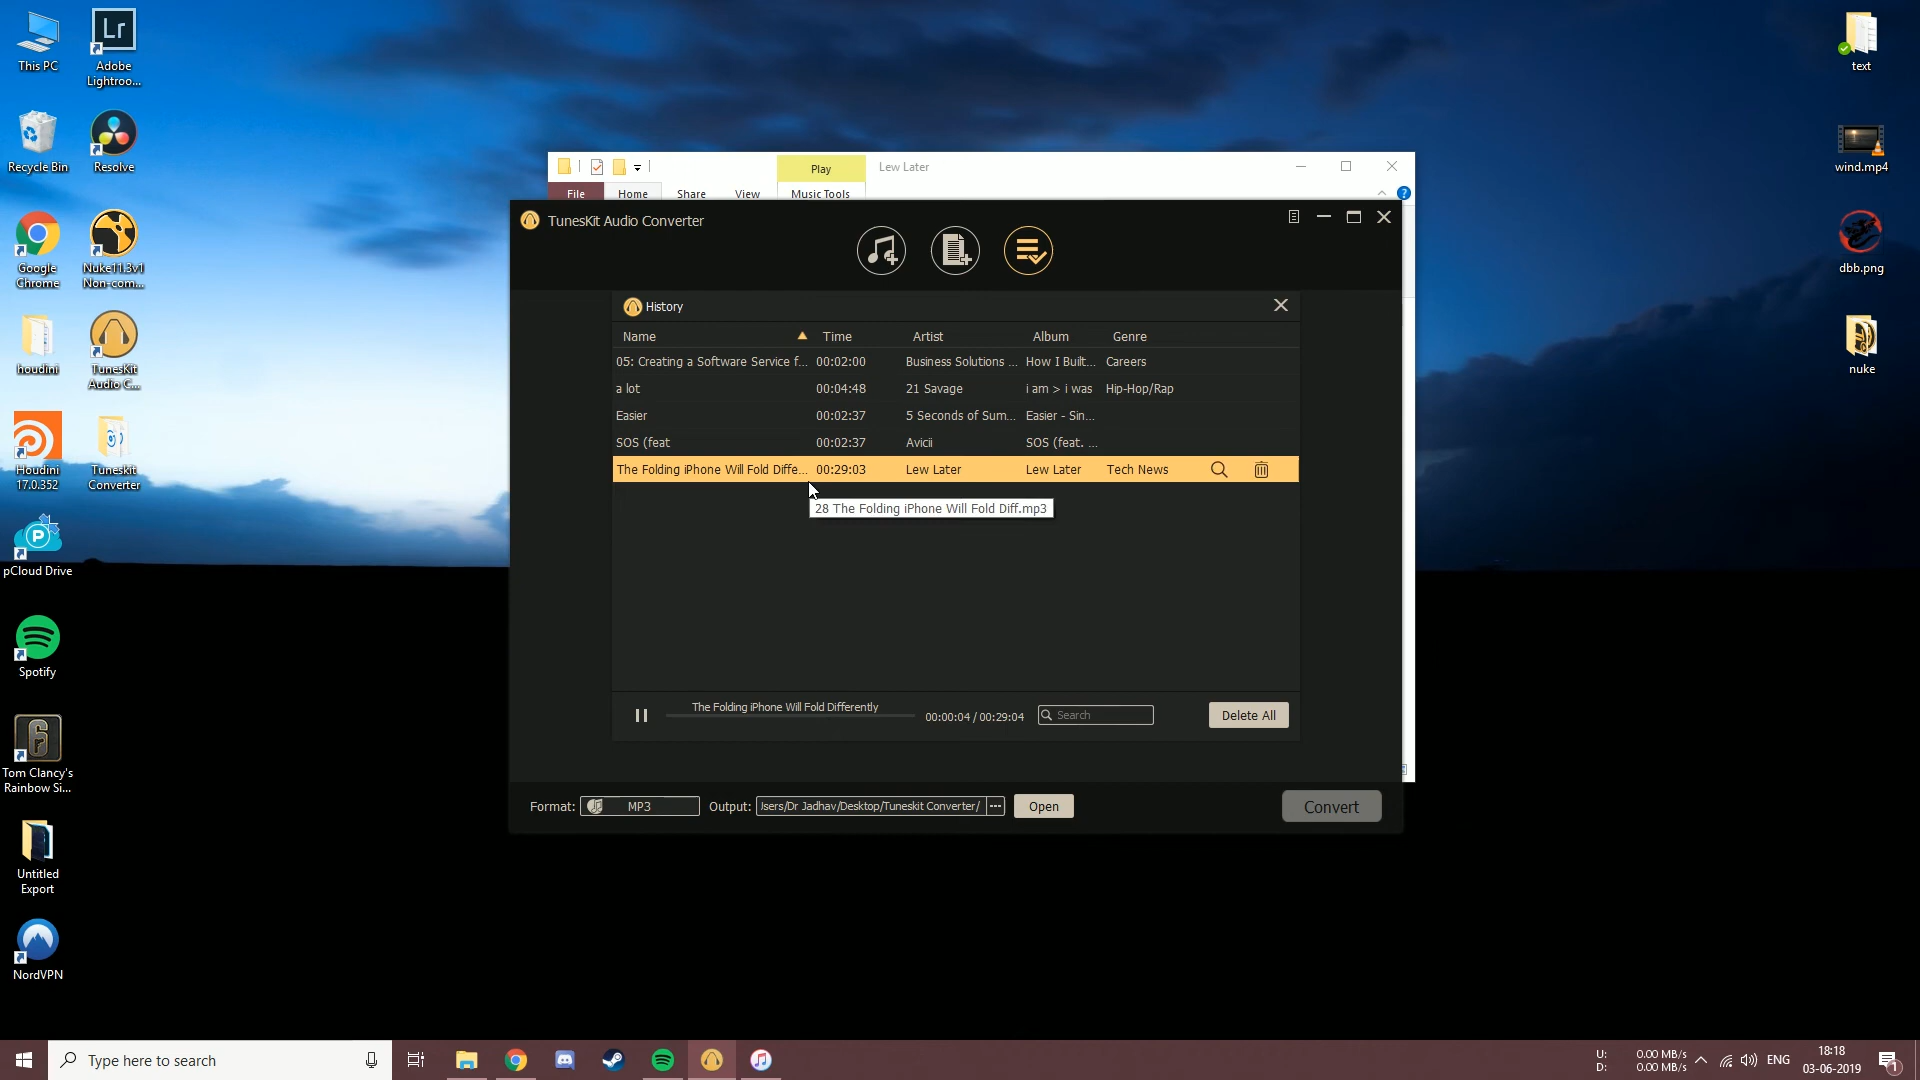 This PC
Adobe
Lightroo...
Lr
Recycle Bin
Resolve
Google
Chrome
Nuke11.3v1
Non-com...
houdini
TunesKit
Audio C...
Houdini
17.0.352
Tuneskit
Converter
pCloud Drive
Spotify
Tom Clancy's
Rainbow Si...
Untitled
Export
NordVPN
text
wind.mp4
dbb.png
nuke
Play
Lew Later
File
Home
Share
View
Music Tools
TunesKit Audio Converter
History
Name Time Artist Album Genre
05: Creating a Software Service f... 00:02:00 Business Solutions ... How I Built... Careers
a lot 00:04:48 21 Savage i am > i was Hip-Hop/Rap
Easier 00:02:37 5 Seconds of Sum... Easier - Sin...
SOS (feat 00:02:37 Avicii SOS (feat. ...
The Folding iPhone Will Fold Diffe... 00:29:03 Lew Later Lew Later Tech News
28 The Folding iPhone Will Fold Diff.mp3
The Folding iPhone Will Fold Differently
00:00:04 / 00:29:04
Search
Delete All
Format: MP3
Output: Isers/Dr Jadhav/Desktop/Tuneskit Converter/ ...
Open
Convert
Type here to search
U: 0.00 MB/s
D: 0.00 MB/s
ENG
18:18
03-06-2019
1